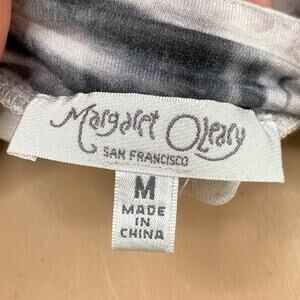 Margaret O'Leary
SAN FRANCISCO
M
MADE
IN
CHINA